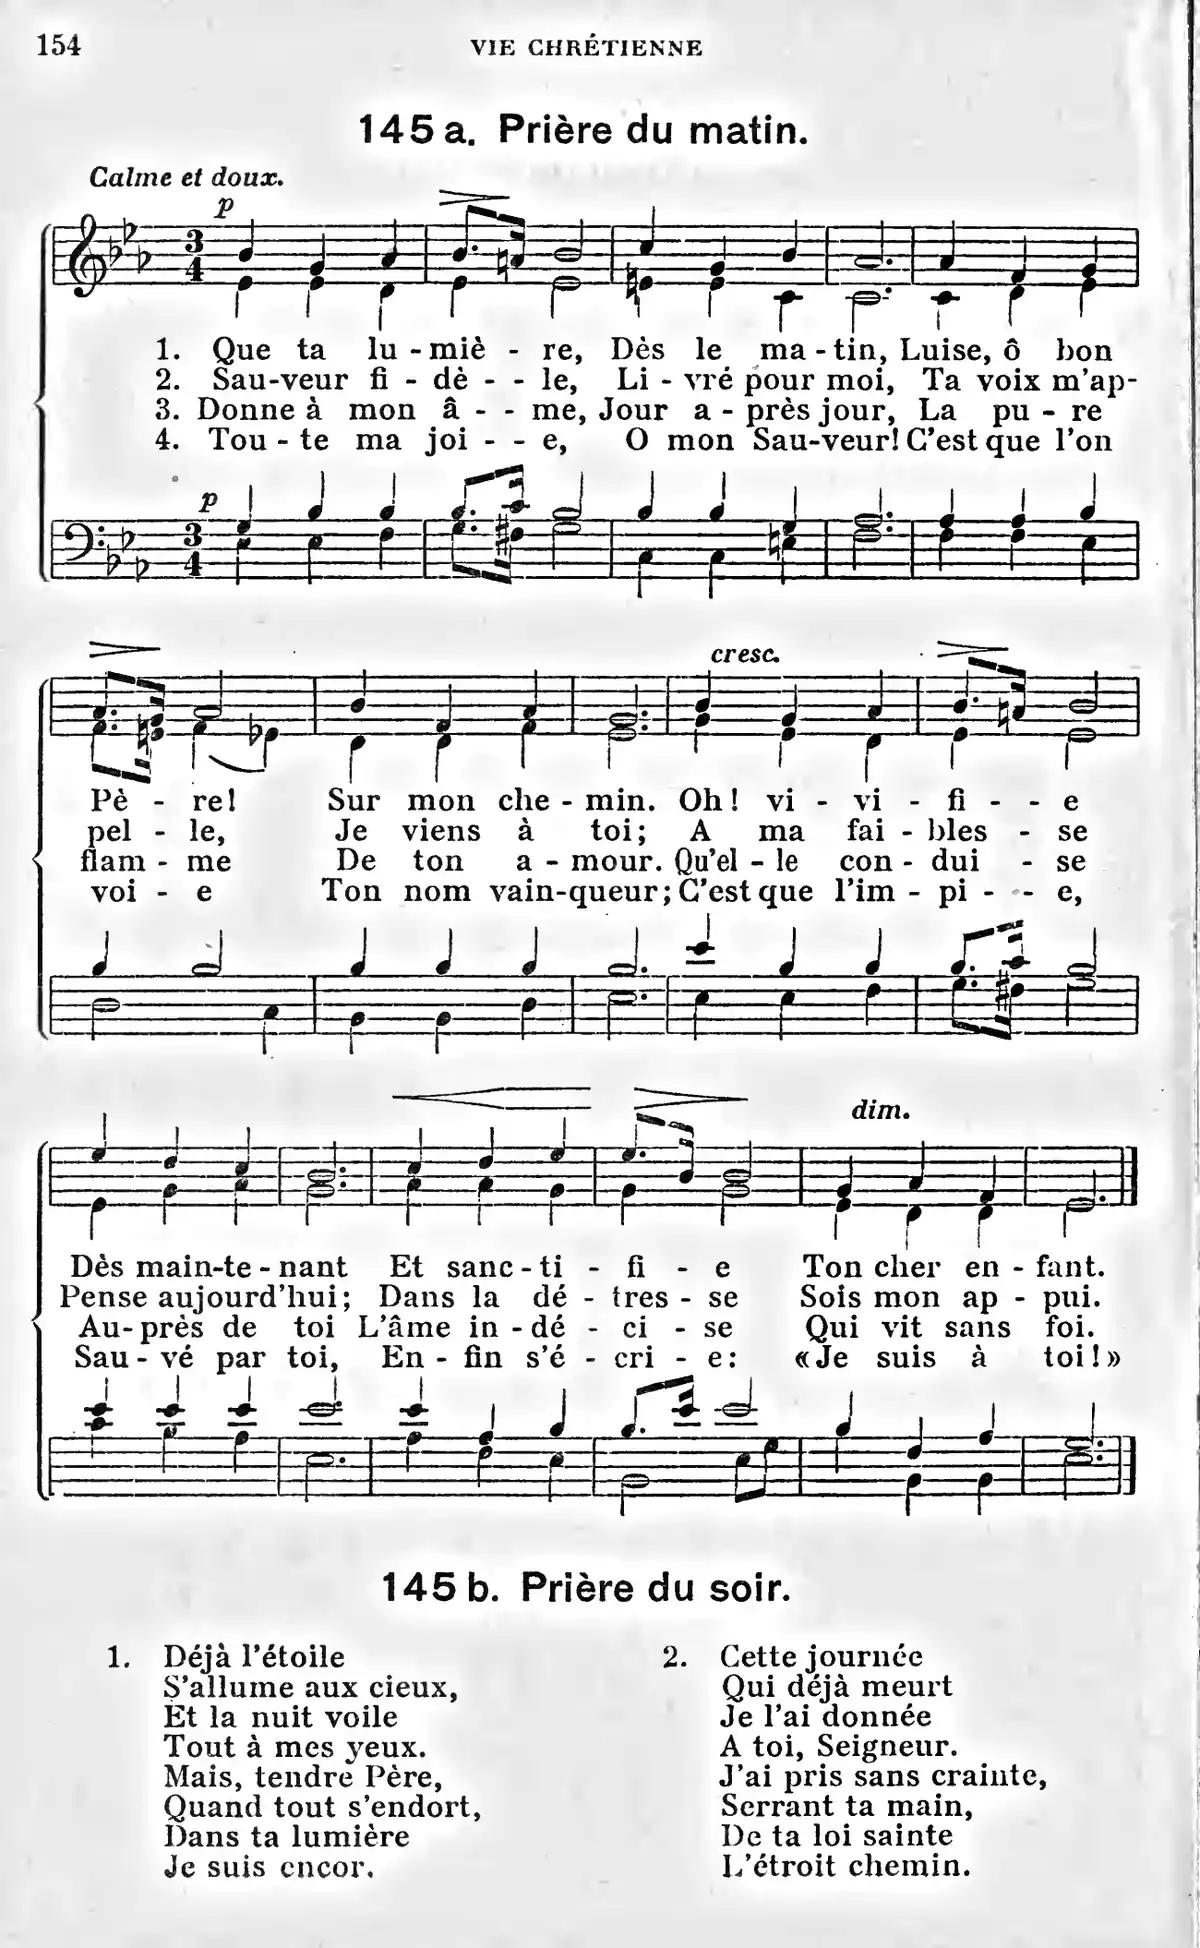 154
VIE CHRÉTIENNE
145 a. Prière du matin.
Calme et doux.
p
3
4
1. Que ta lu - miè - re, Dès le ma - tin, Luise, ô bon
2. Sau-veur fi - dè - - le, Li - vré pour moi, Ta voix m'ap-
3. Donne à mon â - - me, Jour a - près jour, La pu - re
4. Tou - te ma joi - - e, O mon Sau-veur! C'est que l'on
p
3
4
cresc.
Pè - re! Sur mon che - min. Oh! vi - vi - fi - - e
pel - le, Je viens à toi; A ma fai - bles - se
flam - me De ton a - mour. Qu'el - le con - dui - se
voi - e Ton nom vain-queur; C'est que l'im - pi - - e,
dim.
Dès main-te - nant Et sanc - ti - fi - e Ton cher en - fant.
Pense aujourd'hui; Dans la dé - tres - se Sois mon ap - pui.
Au- près de toi L'âme in - dé - ci - se Qui vit sans foi.
Sau - vé par toi, En - fin s'é - cri - e: «Je suis à toi!»
145 b. Prière du soir.
1. Déjà l'étoile
S'allume aux cieux,
Et la nuit voile
Tout à mes yeux.
Mais, tendre Père,
Quand tout s'endort,
Dans ta lumière
Je suis encor.
2. Cette journée
Qui déjà meurt
Je l'ai donnée
A toi, Seigneur.
J'ai pris sans crainte,
Serrant ta main,
De ta loi sainte
L'étroit chemin.